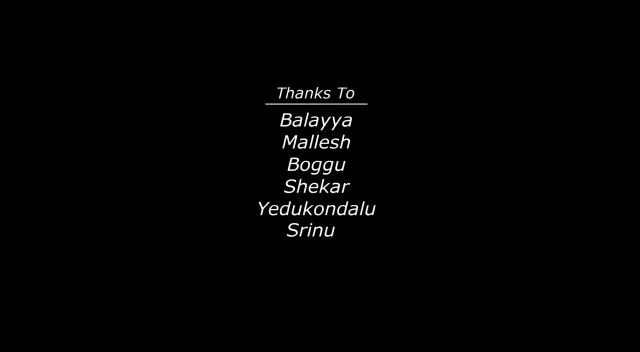 Thanks To
Balayya
Mallesh
Boggu
Shekar
Yedukondalu
Srinu